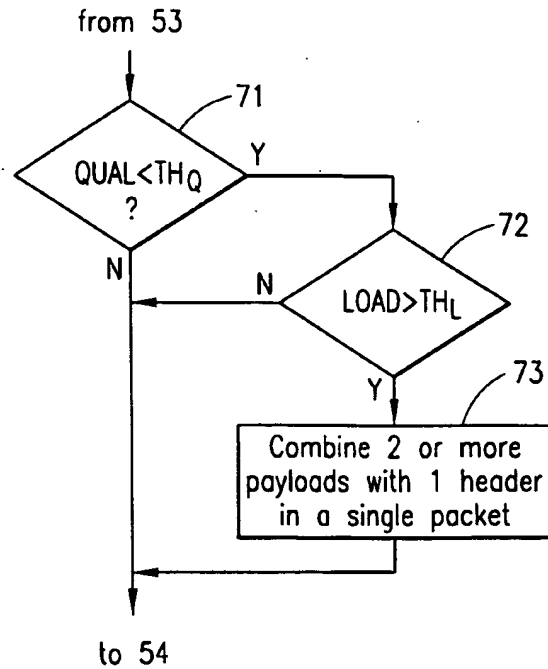 from 53
71
QUAL<TH_Q
?
Y
N
72
LOAD>TH_L
N
Y
73
Combine 2 or more
payloads with 1 header
in a single packet
to 54